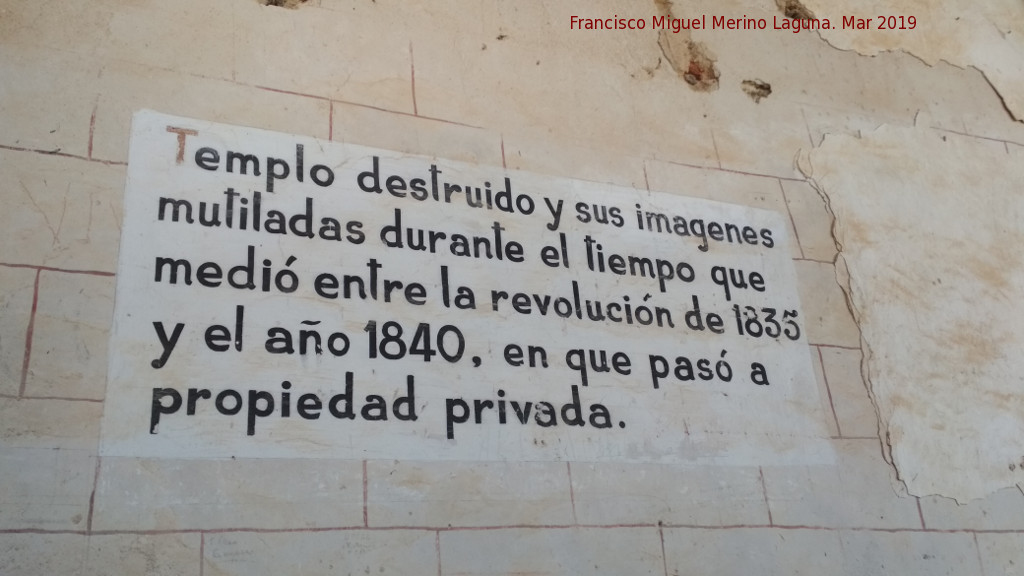 Francisco Miguel Merino Laguna. Mar 2019
Templo destruido y sus imagenes
mutiladas durante el tiempo que
medió entre la revolución de 1835
y el año 1840, en que pasó a
propiedad privada.